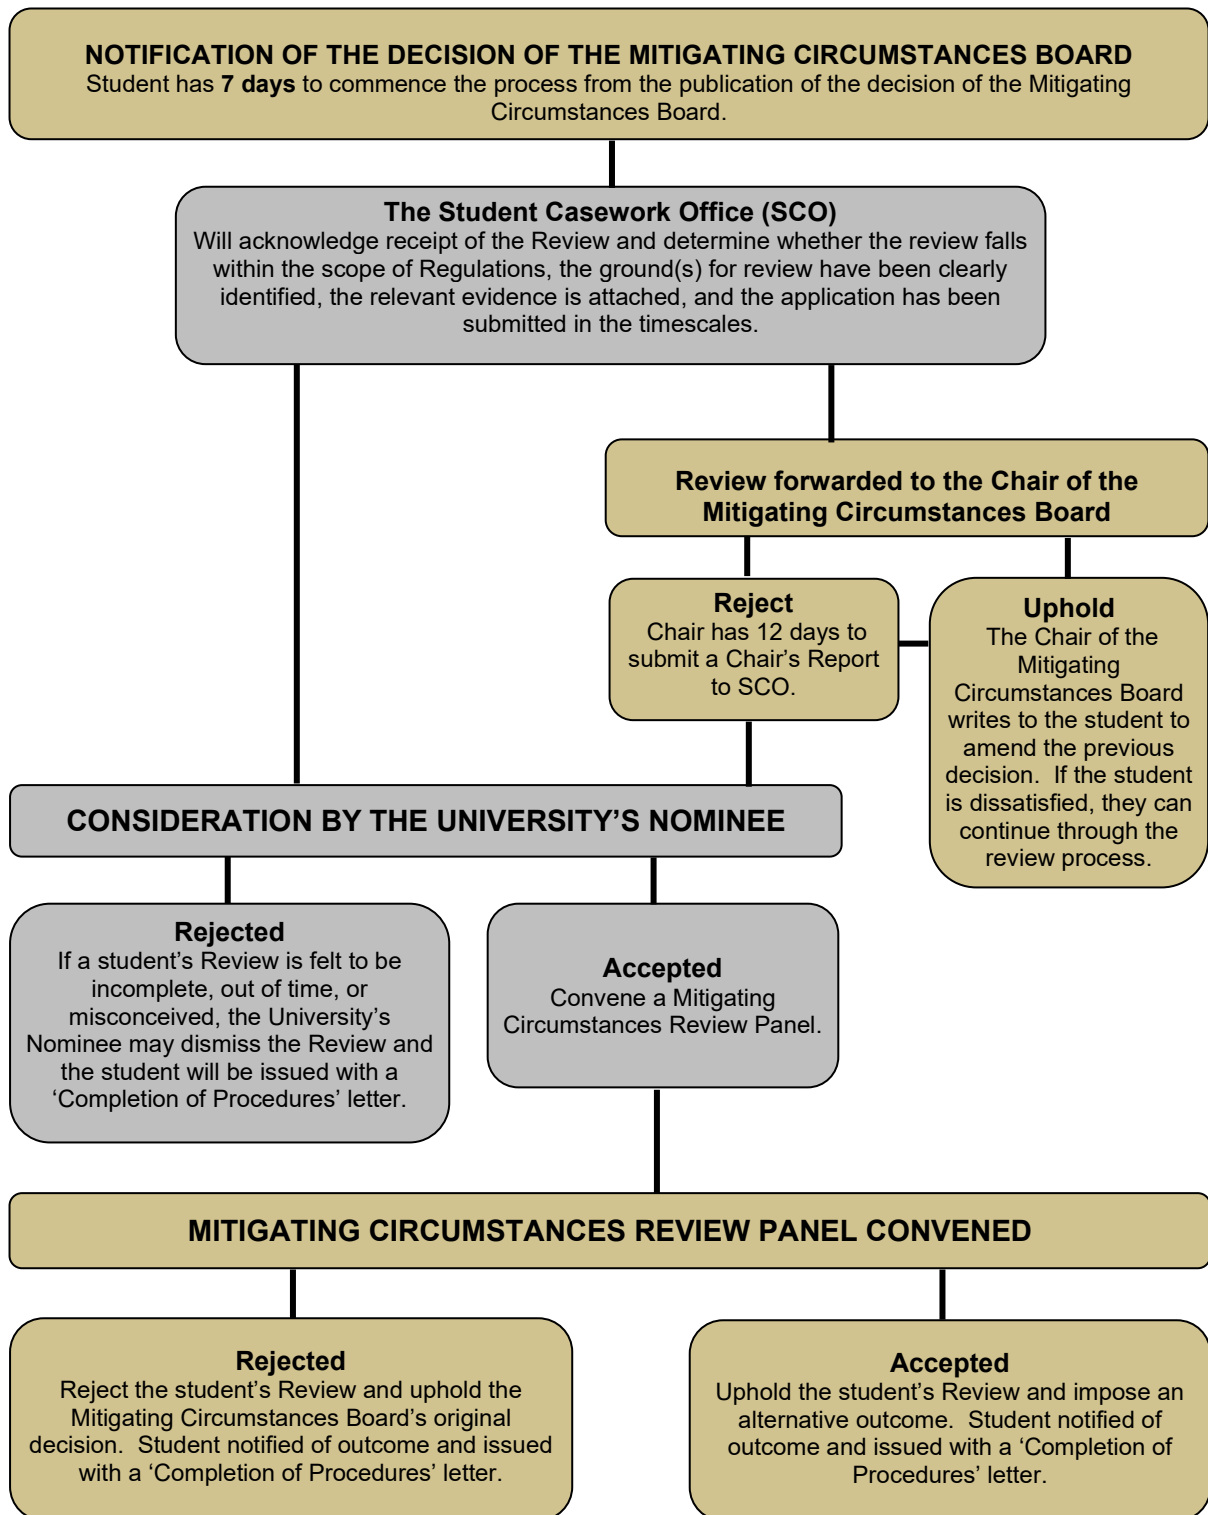 NOTIFICATION OF THE DECISION OF THE MITIGATING CIRCUMSTANCES BOARD
Student has 7 days to commence the process from the publication of the decision of the Mitigating
Circumstances Board.
The Student Casework Office (SCO)
Will acknowledge receipt of the Review and determine whether the review falls
within the scope of Regulations, the ground(s) for review have been clearly
identified, the relevant evidence is attached, and the application has been
submitted in the timescales.
Review forwarded to the Chair of the
Mitigating Circumstances Board
Reject
Chair has 12 days to
submit a Chair’s Report
to SCO.
Uphold
The Chair of the
Mitigating
Circumstances Board
writes to the student to
amend the previous
decision.  If the student
is dissatisfied, they can
continue through the
review process.
CONSIDERATION BY THE UNIVERSITY’S NOMINEE
Rejected
If a student’s Review is felt to be
incomplete, out of time, or
misconceived, the University’s
Nominee may dismiss the Review and
the student will be issued with a
‘Completion of Procedures’ letter.
Accepted
Convene a Mitigating
Circumstances Review Panel.
MITIGATING CIRCUMSTANCES REVIEW PANEL CONVENED
Rejected
Reject the student’s Review and uphold the
Mitigating Circumstances Board’s original
decision.  Student notified of outcome and issued
with a ‘Completion of Procedures’ letter.
Accepted
Uphold the student’s Review and impose an
alternative outcome.  Student notified of
outcome and issued with a ‘Completion of
Procedures’ letter.